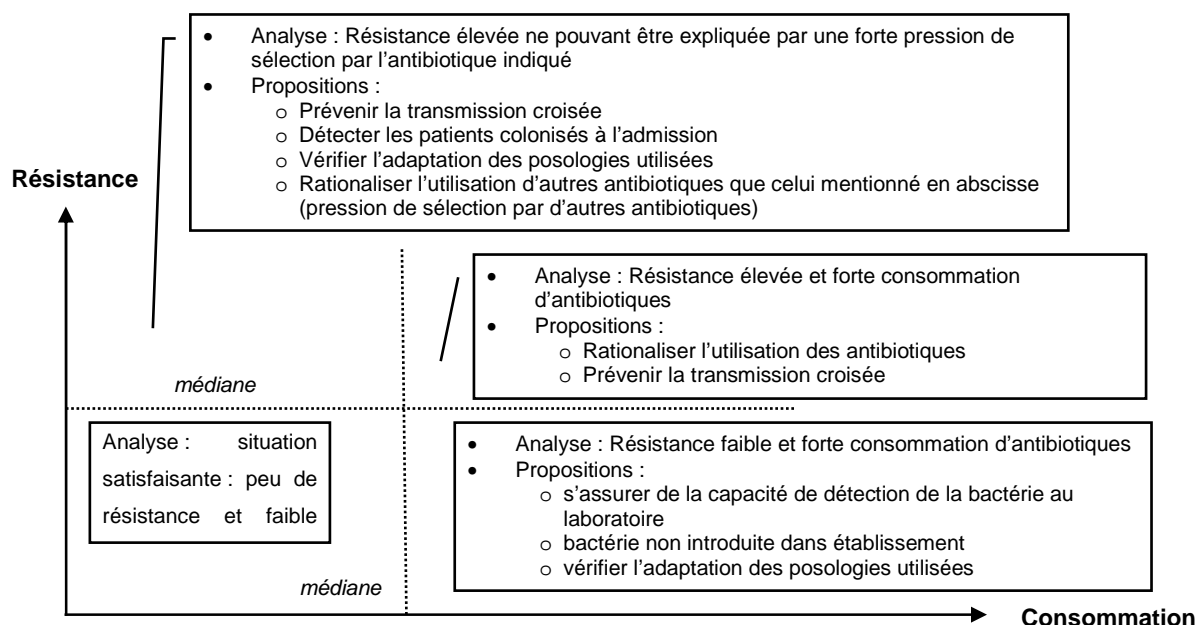 • Analyse : Résistance élevée ne pouvant être expliquée par une forte pression de
sélection par l'antibiotique indiqué
• Propositions :
o Prévenir la transmission croisée
o Détecter les patients colonisés à l'admission
o Vérifier l'adaptation des posologies utilisées
o Rationaliser l'utilisation d'autres antibiotiques que celui mentionné en abscisse
(pression de sélection par d'autres antibiotiques)
Résistance
• Analyse : Résistance élevée et forte consommation
d'antibiotiques
• Propositions :
o Rationaliser l'utilisation des antibiotiques
o Prévenir la transmission croisée
médiane
Analyse : situation
satisfaisante : peu de
résistance et faible
• Analyse : Résistance faible et forte consommation d'antibiotiques
• Propositions :
o s'assurer de la capacité de détection de la bactérie au
laboratoire
o bactérie non introduite dans établissement
o vérifier l'adaptation des posologies utilisées
médiane
Consommation